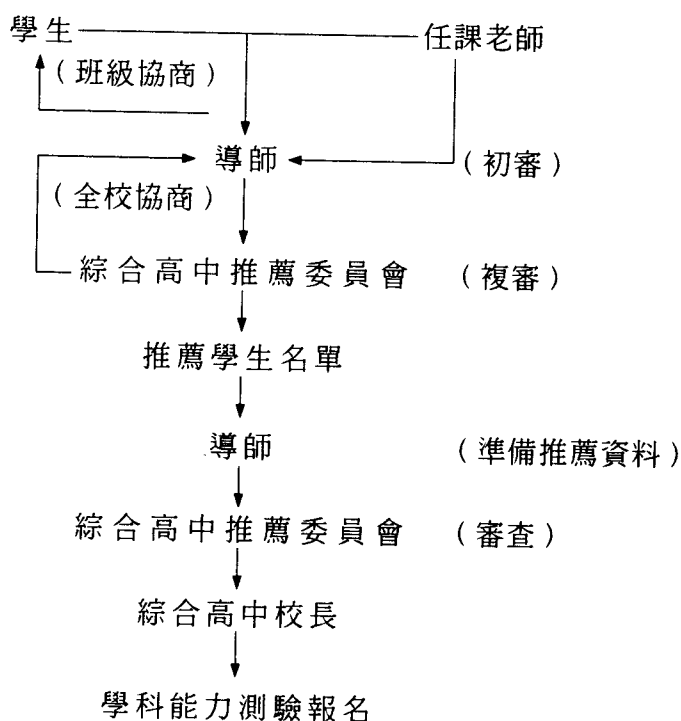 學生 任課老師
（班級協商）
導師 （初審）
（全校協商）
綜合高中推薦委員會 （複審）
推薦學生名單
導師 （準備推薦資料）
綜合高中推薦委員會 （審查）
綜合高中校長
學科能力測驗報名